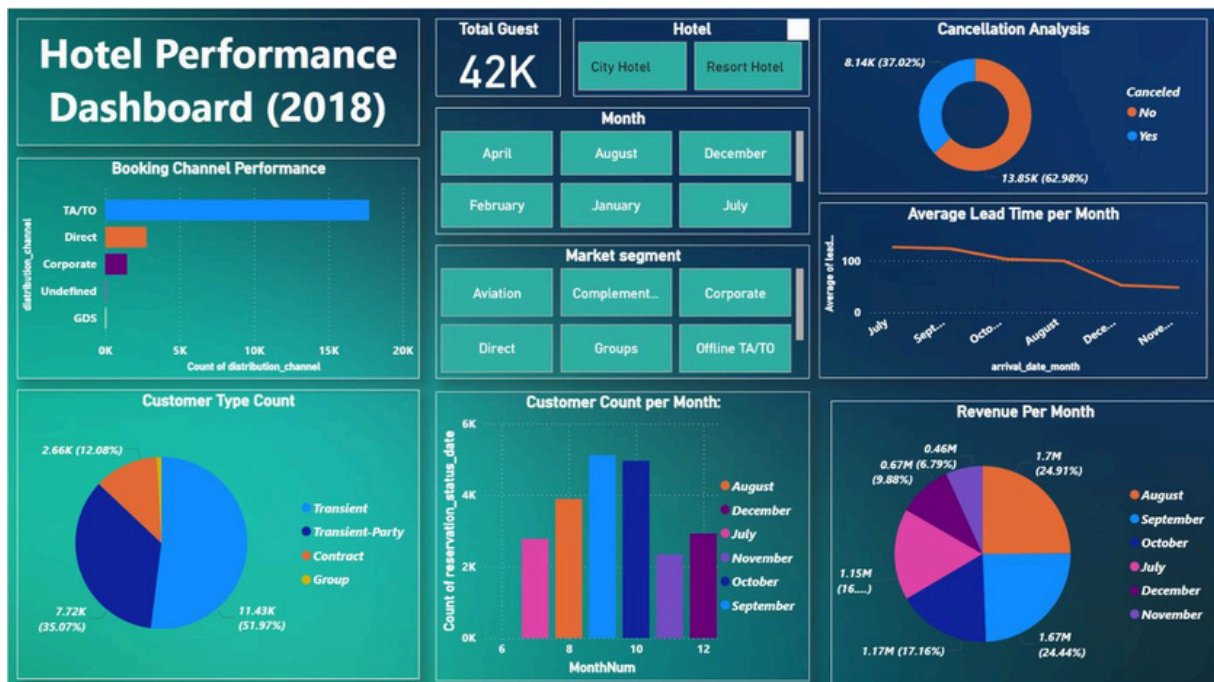 Hotel Performance
Dashboard (2018)
Total Guest
42K
Hotel
City Hotel
Resort Hotel
Cancellation Analysis
8.14K (37.02%)
Canceled
No
Yes
13.85K (62.98%)
Month
April
August
December
February
January
July
Booking Channel Performance
distribution_channel
TA/TO
Direct
Corporate
Undefined
GDS
0K
5K
10K
15K
20K
Count of distribution_channel
Market segment
Aviation
Complement...
Corporate
Direct
Groups
Offline TA/TO
Average Lead Time per Month
Average of lead...
100
0
July
Sept...
Octo...
August
Dece...
Nove...
arrival_date_month
Customer Type Count
2.66K (12.08%)
7.72K
(35.07%)
11.43K
(51.97%)
Transient
Transient-Party
Contract
Group
Customer Count per Month:
Count of reservation_status_date
6K
4K
2K
0K
6
8
10
12
MonthNum
August
December
July
November
October
September
Revenue Per Month
0.46M
(6.79%)
0.67M
(9.88%)
1.7M
(24.91%)
1.15M
(16....)
1.17M (17.16%)
1.67M
(24.44%)
August
September
October
July
December
November